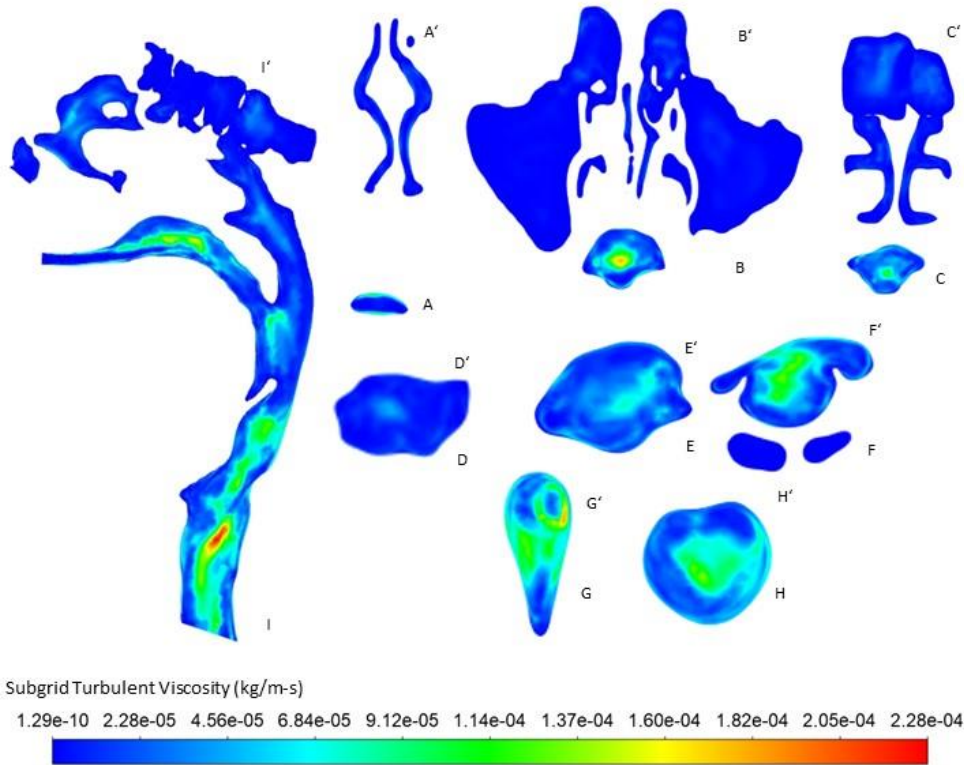 A‘
B‘
C‘
I‘
B
C
A
F‘
E‘
D‘
E
F
D
H‘
G‘
G
H
I
Subgrid Turbulent Viscosity (kg/m-s)
1.29e-10 2.28e-05 4.56e-05 6.84e-05 9.12e-05 1.14e-04 1.37e-04 1.60e-04 1.82e-04 2.05e-04 2.28e-04